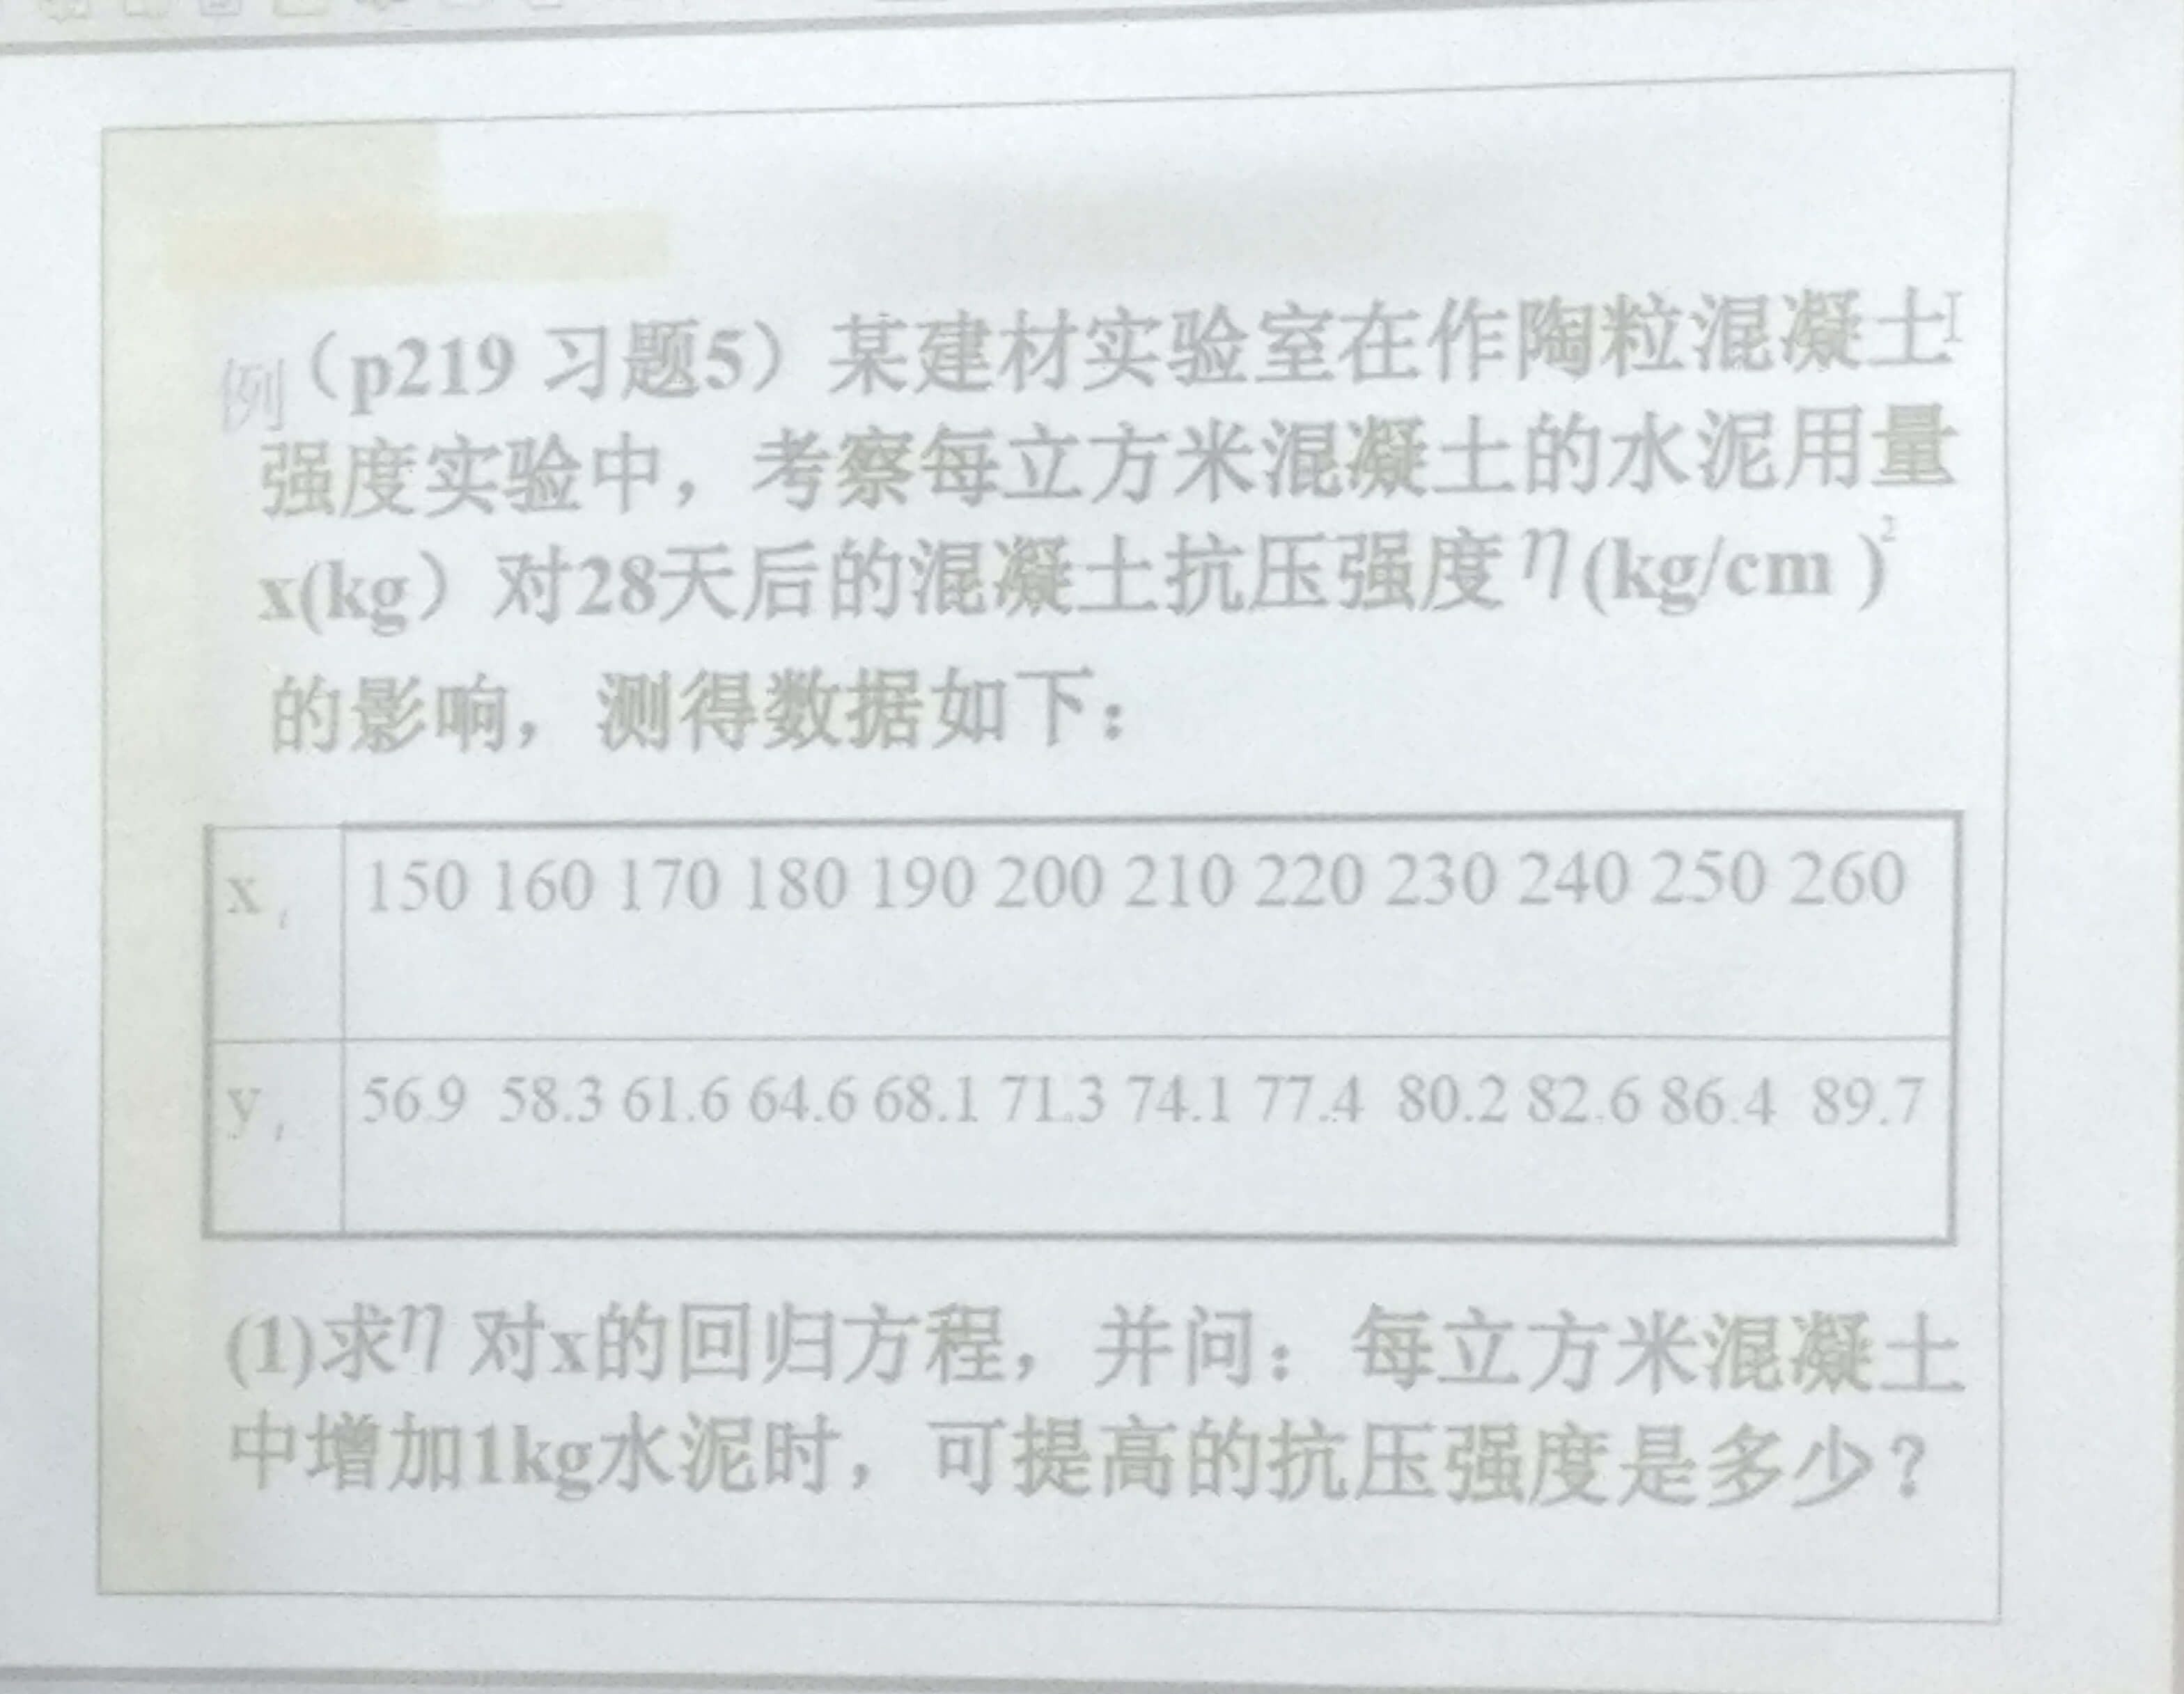 例（p219 习题5）某建材实验室在作陶粒混凝土
强度实验中，考察每立方米混凝土的水泥用量
x(kg）对28天后的混凝土抗压强度η(kg/cm )²
的影响，测得数据如下：
x i 150 160 170 180 190 200 210 220 230 240 250 260
y i 56.9 58.3 61.6 64.6 68.1 71.3 74.1 77.4 80.2 82.6 86.4 89.7
(1)求η 对x的回归方程，并问：每立方米混凝土
中增加1kg水泥时，可提高的抗压强度是多少？